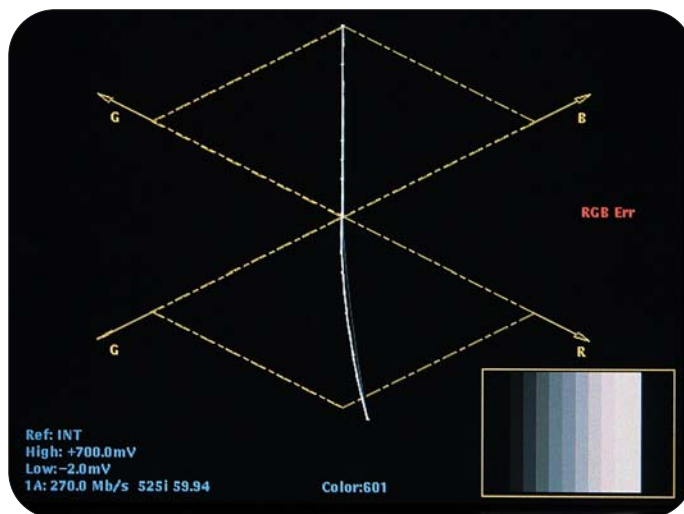 G
B
RGB Err
G
R
Ref: INT
High: +700.0mV
Low:−2.0mV
1A: 270.0 Mb/s 525i 59.94
Color:601